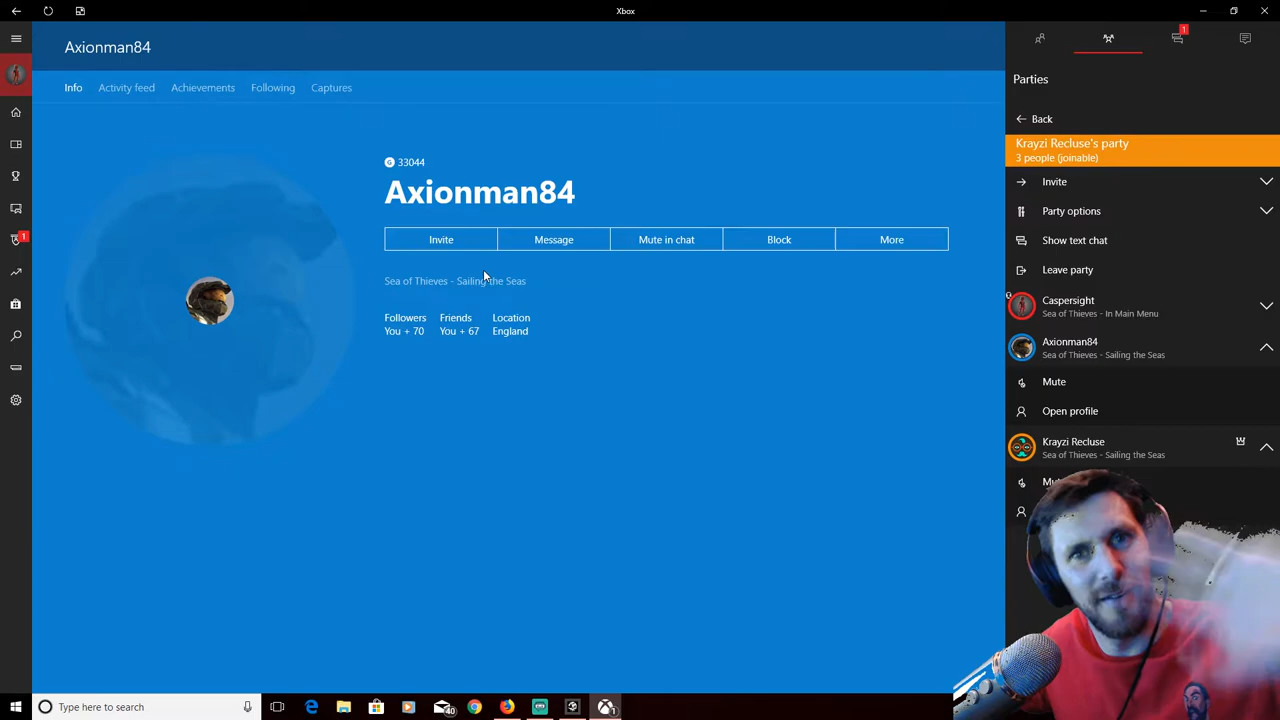 Xbox
Axionman84
Info Activity feed Achievements Following Captures
G 33044
Axionman84
Invite Message Mute in chat Block More
Sea of Thieves - Sailing the Seas
Followers Friends Location
You + 70 You + 67 England
1
1
Parties
Back
Krayzi Recluse's party
3 people (joinable)
Invite
Party options
Show text chat
Leave party
Caspersight
Sea of Thieves - In Main Menu
Axionman84
Sea of Thieves - Sailing the Seas
Mute
Open profile
Krayzi Recluse
Sea of Thieves - Sailing the Seas
Type here to search
40
1